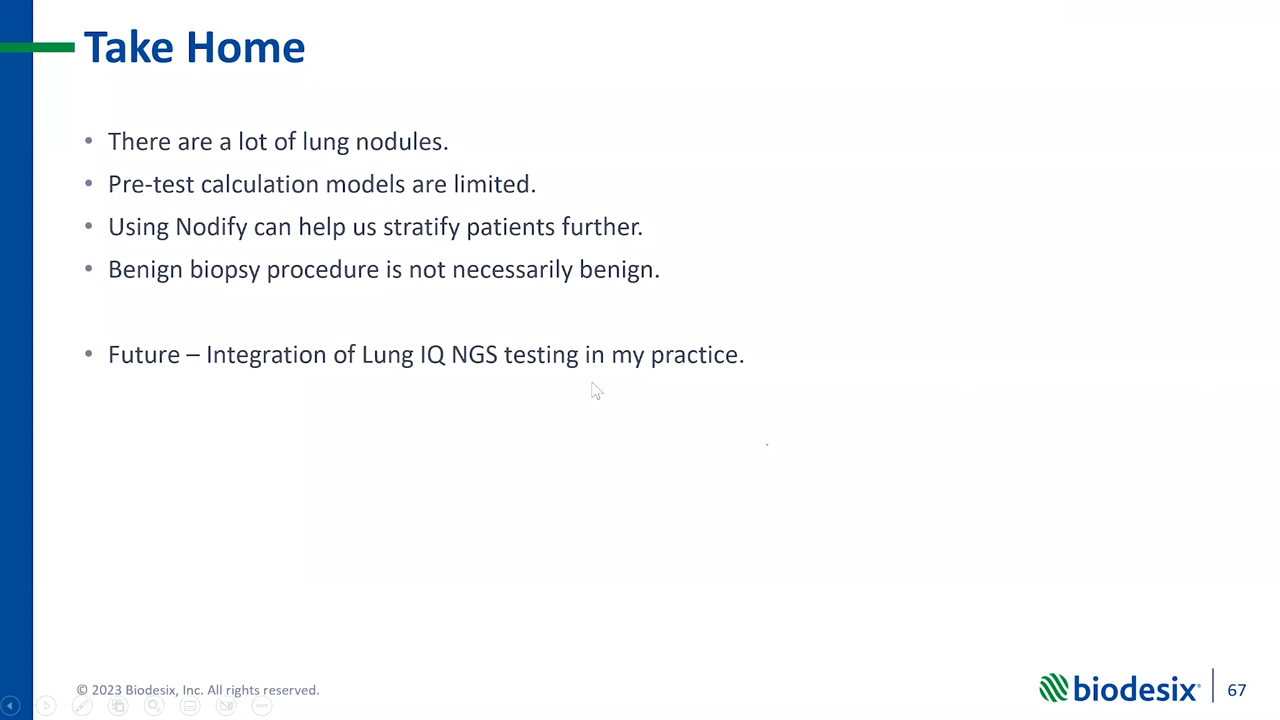 Take Home
• There are a lot of lung nodules.
• Pre-test calculation models are limited.
• Using Nodify can help us stratify patients further.
• Benign biopsy procedure is not necessarily benign.
• Future – Integration of Lung IQ NGS testing in my practice.
© 2023 Biodesix, Inc. All rights reserved.
biodesix®
67